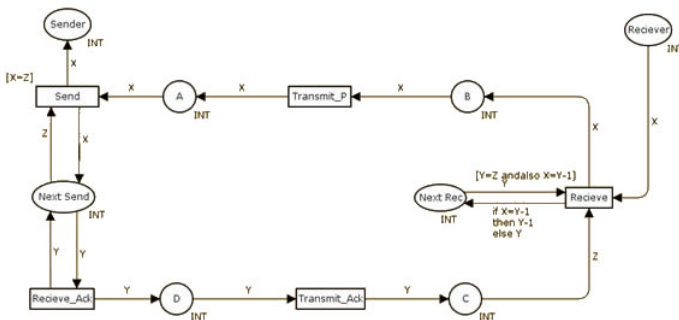 Sender
INT
Reciever
INT
X
[X=Z]
Send
X
A
INT
X
Transmit_P
X
B
INT
X
X
Z
X
Next Send
INT
[Y=Z andalso X=Y-1]
Y
Next Rec
INT
Recieve
if X=Y-1
then Y-1
else Y
Y
Y
Z
Recieve_Ack
Y
D
INT
Y
Transmit_Ack
Y
C
INT